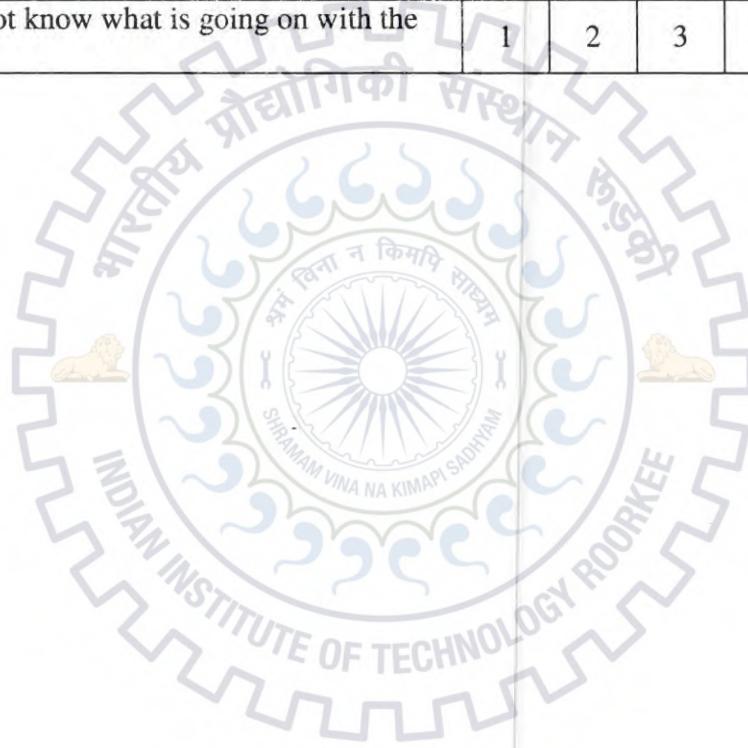 ot know what is going on with the
1 2 3
भारतीय प्रौद्योगिकी संस्थान रुड़की
श्रमं विना न किमपि साध्यम
SHRAMAM VINA NA KIMAPI SADHYAM
INDIAN INSTITUTE OF TECHNOLOGY ROORKEE